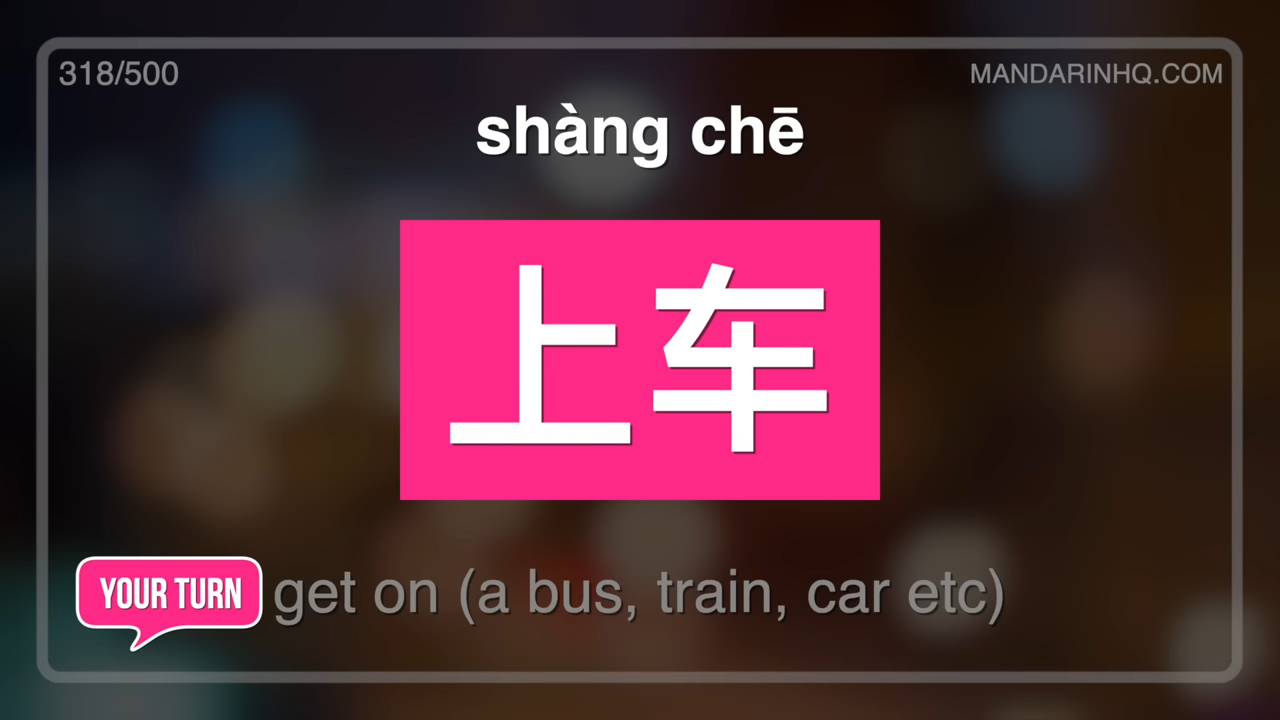 318/500
MANDARINHQ.COM
shàng chē
上车
YOUR TURN
get on (a bus, train, car etc)